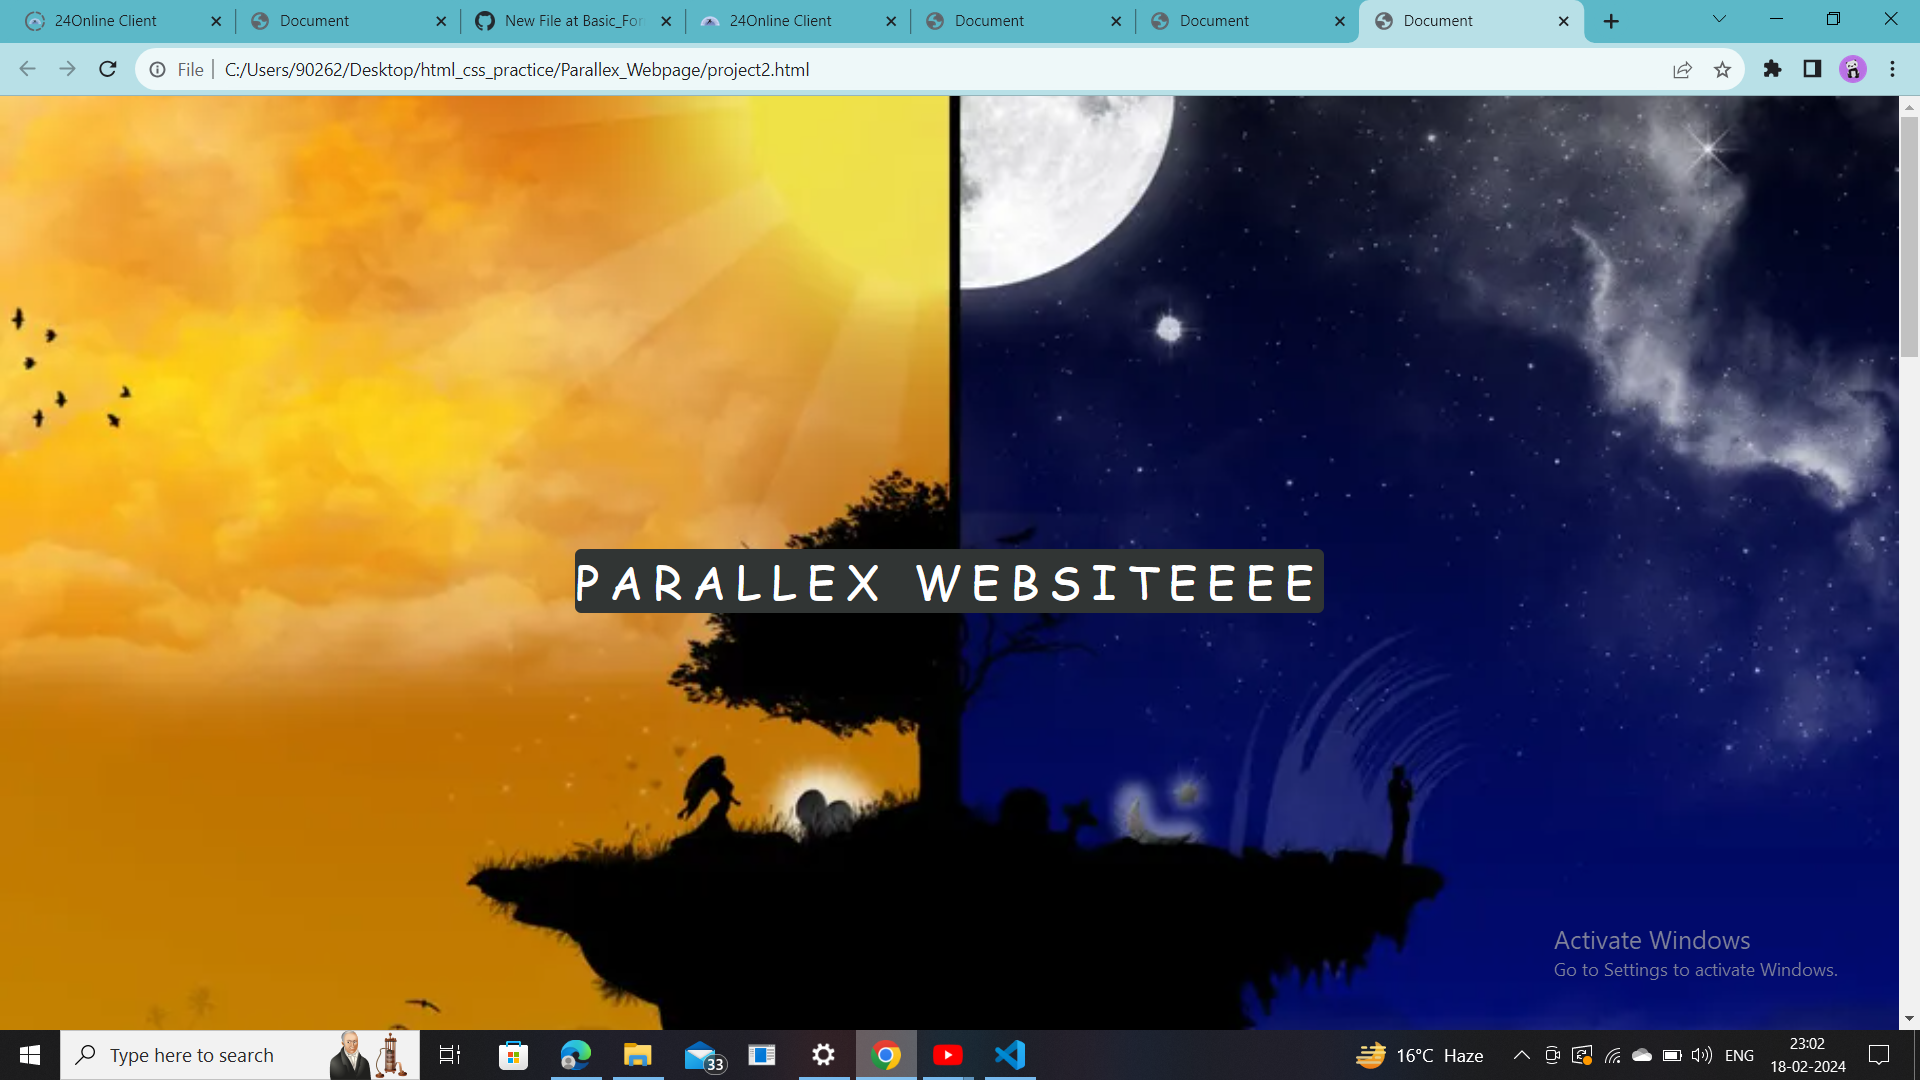 24Online Client
Document
New File at Basic_For
24Online Client
Document
Document
Document
File
C:/Users/90262/Desktop/html_css_practice/Parallex_Webpage/project2.html
PARALLEX WEBSITEEEE
Activate Windows
Go to Settings to activate Windows.
Type here to search
33
16°C Haze
ENG
23:02
18-02-2024